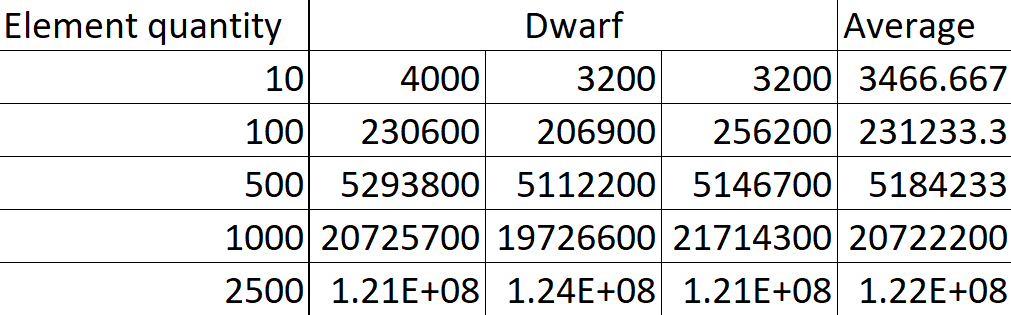 Element quantity Dwarf Average
10 4000 3200 3200 3466.667
100 230600 206900 256200 231233.3
500 5293800 5112200 5146700 5184233
1000 20725700 19726600 21714300 20722200
2500 1.21E+08 1.24E+08 1.21E+08 1.22E+08